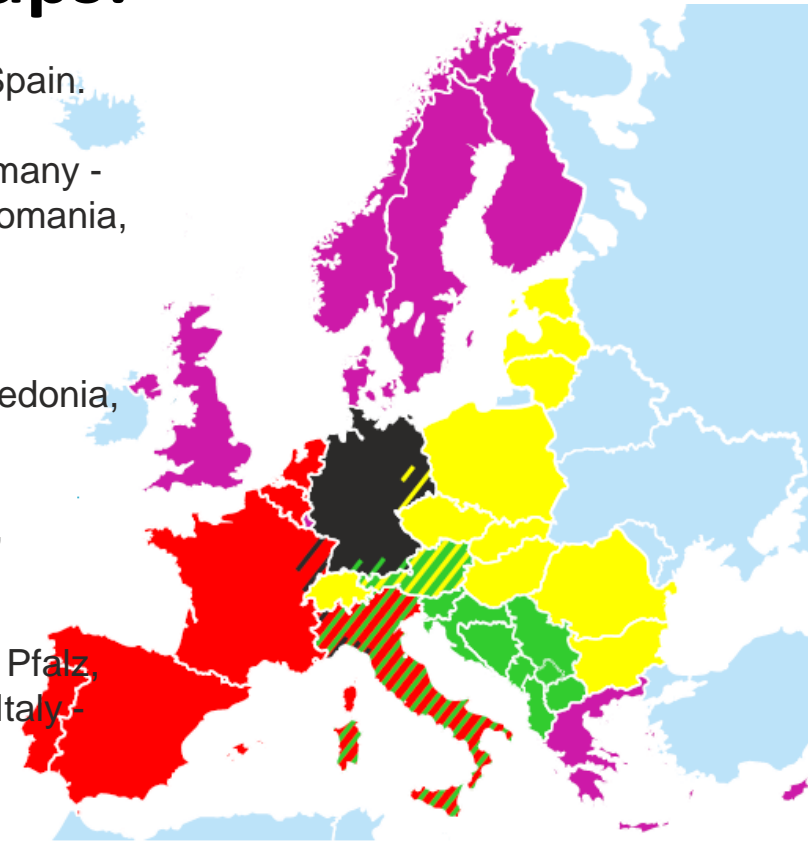 Spain.
many -
omania,
edonia,
Pfalz,
Italy -